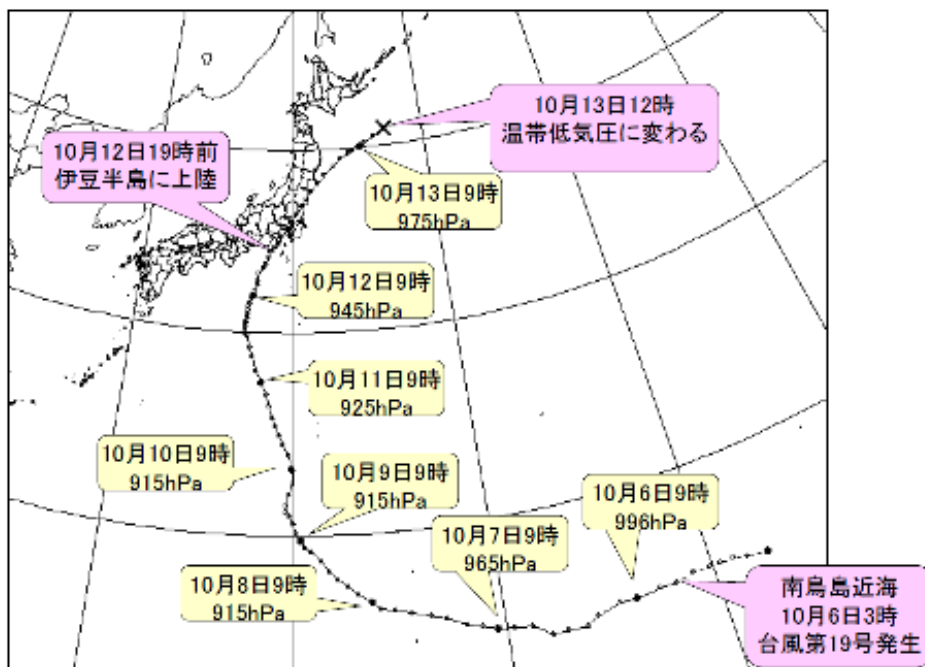 10月13日12時
温帯低気圧に変わる
10月12日19時前
伊豆半島に上陸
10月13日9時
975hPa
10月12日9時
945hPa
10月11日9時
925hPa
10月10日9時
915hPa
10月9日9時
915hPa
10月6日9時
996hPa
10月7日9時
965hPa
10月8日9時
915hPa
南鳥島近海
10月6日3時
台風第19号発生